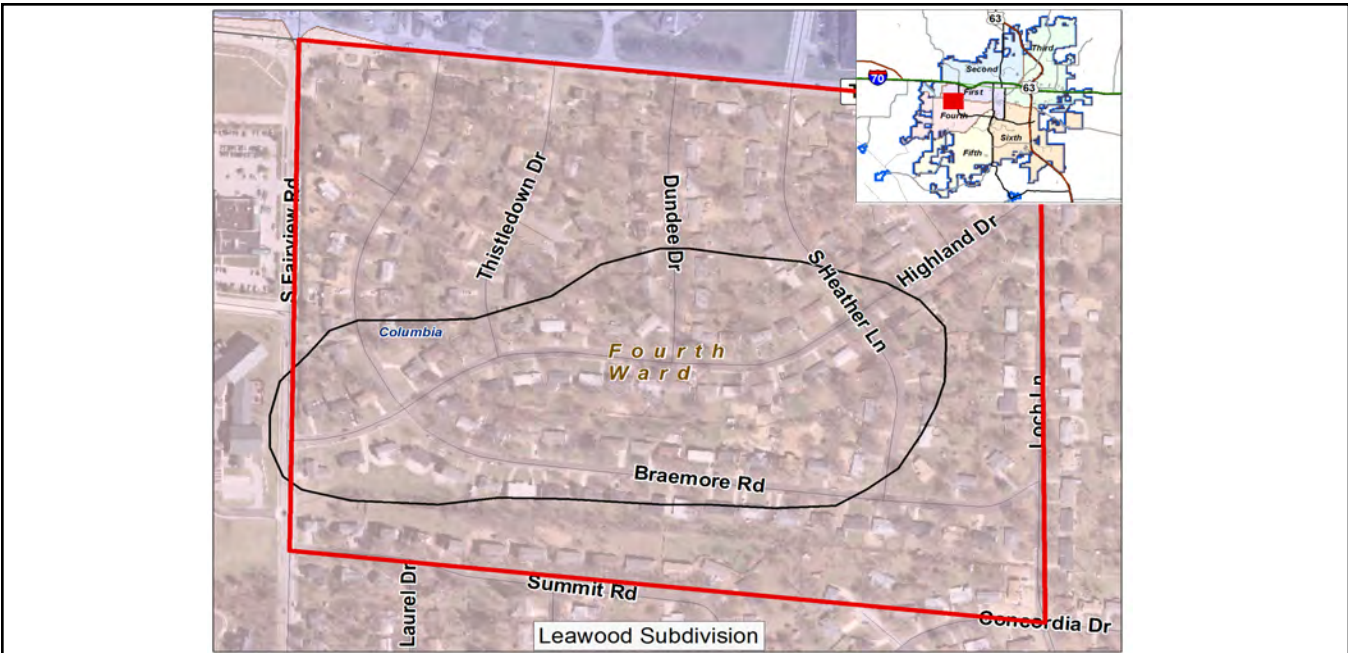 63
Third
Second
70
63
First
Fourth
Sixth
Fifth
S Fairview Rd
Thistledown Dr
Dundee Dr
S Heather Ln
Highland Dr
Columbia
Fourth
Ward
Loch Ln
Braemore Rd
Laurel Dr
Summit Rd
Concordia Dr
Leawood Subdivision